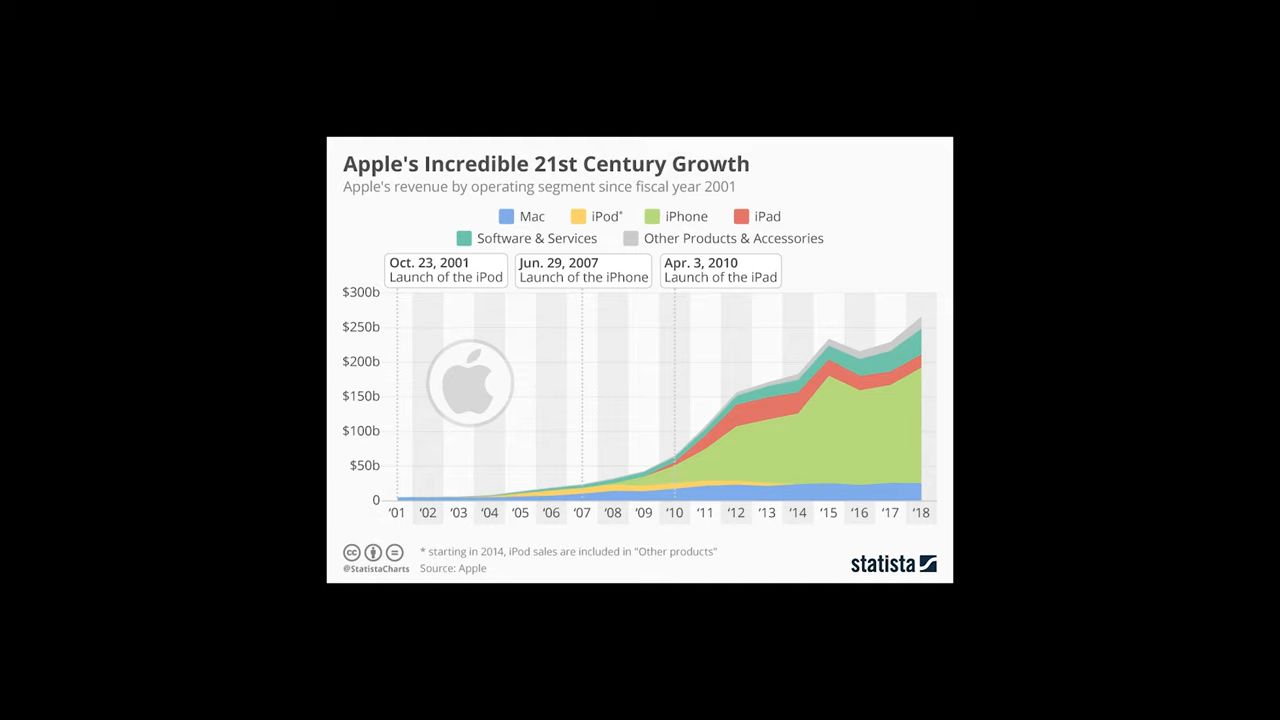 Apple's Incredible 21st Century Growth
Apple's revenue by operating segment since fiscal year 2001
Mac iPod* iPhone iPad
Software & Services Other Products & Accessories
Oct. 23, 2001 Jun. 29, 2007 Apr. 3, 2010
Launch of the iPod Launch of the iPhone Launch of the iPad
$300b
$250b
$200b
$150b
$100b
$50b
0
‘01 ‘02 ‘03 ‘04 ‘05 ‘06 ‘07 ‘08 ‘09 ‘10 ‘11 ‘12 ‘13 ‘14 ‘15 ‘16 ‘17 ‘18
cc
* starting in 2014, iPod sales are included in "Other products"
@StatistaCharts Source: Apple
statista